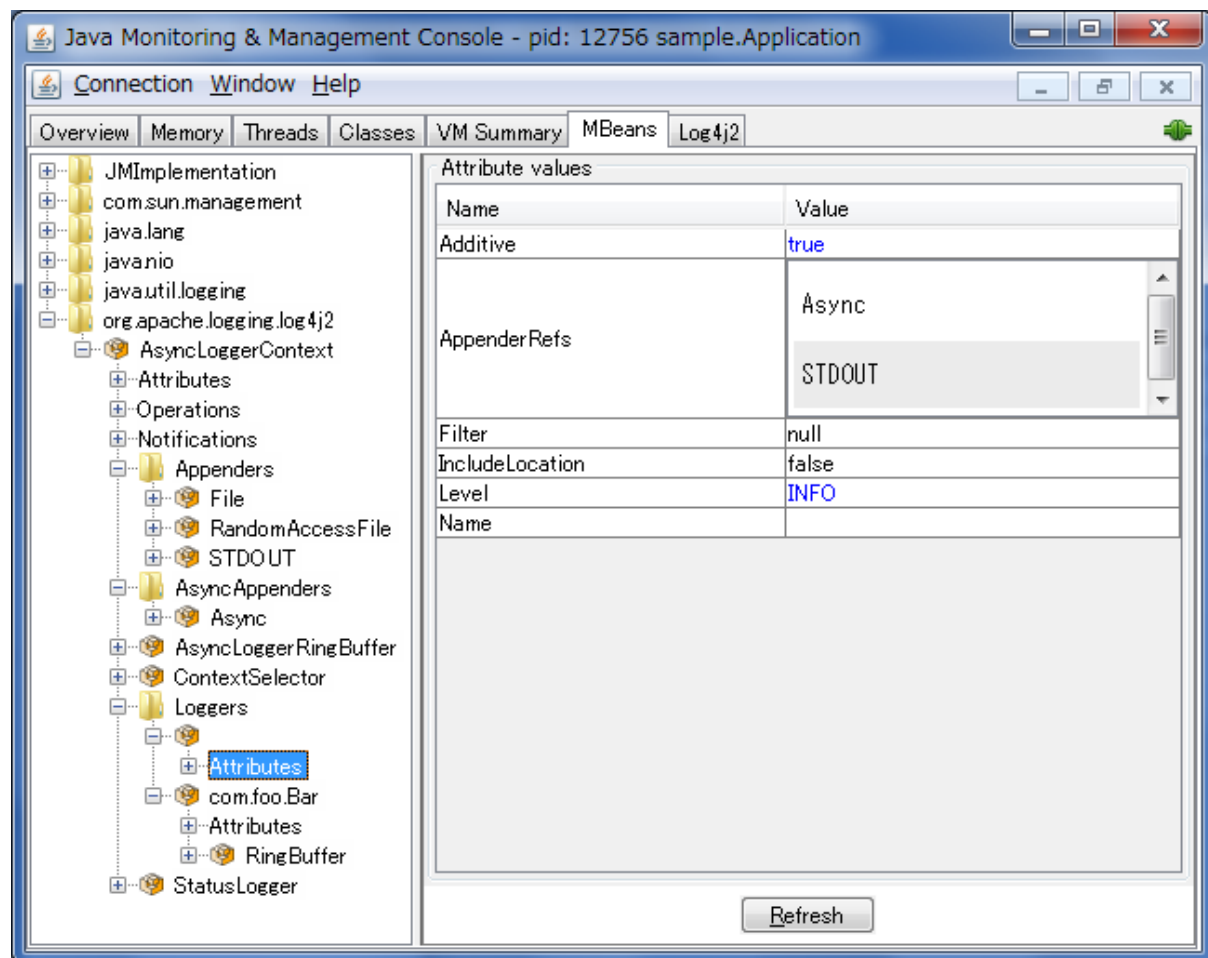 Java Monitoring & Management Console - pid: 12756 sample.Application
Connection Window Help
Overview Memory Threads Classes VM Summary MBeans Log4j2
JMImplementation
com.sun.management
java.lang
java.nio
java.util.logging
org.apache.logging.log4j2
AsyncLoggerContext
Attributes
Operations
Notifications
Appenders
File
RandomAccessFile
STDOUT
AsyncAppenders
Async
AsyncLoggerRingBuffer
ContextSelector
Loggers
Attributes
com.foo.Bar
Attributes
RingBuffer
StatusLogger
Attribute values
Name Value
Additive true
AppenderRefs
Async
STDOUT
Filter null
IncludeLocation false
Level INFO
Name
Refresh